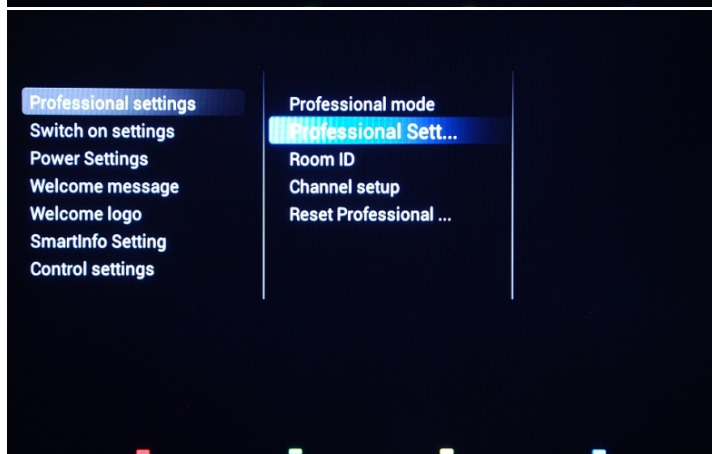 Professional settings
Switch on settings
Power Settings
Welcome message
Welcome logo
SmartInfo Setting
Control settings
Professional mode
Professional Sett...
Room ID
Channel setup
Reset Professional ...